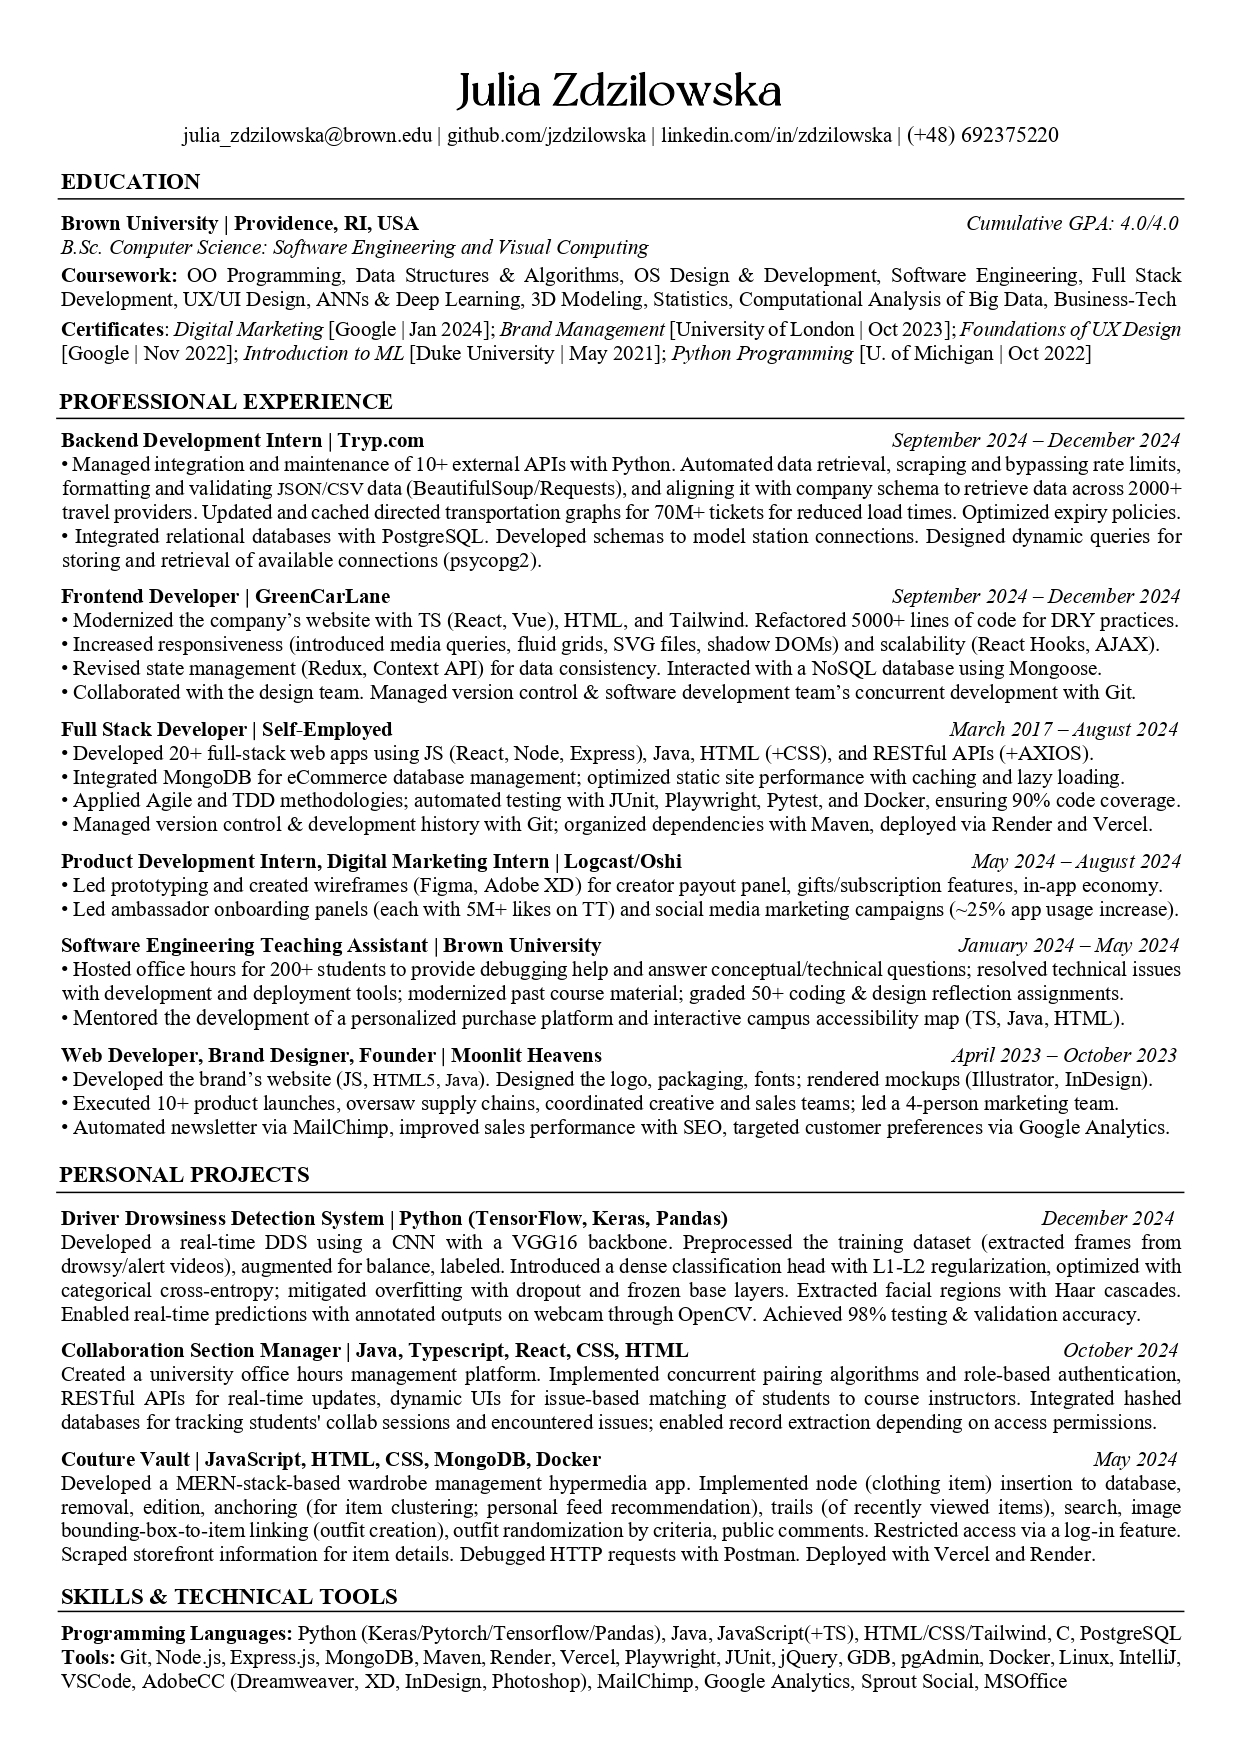 Julia Zdzilowska
julia_zdzilowska@brown.edu | github.com/jzdzilowska | linkedin.com/in/zdzilowska | (+48) 692375220
EDUCATION
Brown University | Providence, RI, USA Cumulative GPA: 4.0/4.0
B.Sc. Computer Science: Software Engineering and Visual Computing
Coursework: OO Programming, Data Structures & Algorithms, OS Design & Development, Software Engineering, Full Stack
Development, UX/UI Design, ANNs & Deep Learning, 3D Modeling, Statistics, Computational Analysis of Big Data, Business-Tech
Certificates: Digital Marketing [Google | Jan 2024]; Brand Management [University of London | Oct 2023]; Foundations of UX Design
[Google | Nov 2022]; Introduction to ML [Duke University | May 2021]; Python Programming [U. of Michigan | Oct 2022]
PROFESSIONAL EXPERIENCE
Backend Development Intern | Tryp.com September 2024 – December 2024
• Managed integration and maintenance of 10+ external APIs with Python. Automated data retrieval, scraping and bypassing rate limits,
formatting and validating JSON/CSV data (BeautifulSoup/Requests), and aligning it with company schema to retrieve data across 2000+
travel providers. Updated and cached directed transportation graphs for 70M+ tickets for reduced load times. Optimized expiry policies.
• Integrated relational databases with PostgreSQL. Developed schemas to model station connections. Designed dynamic queries for
storing and retrieval of available connections (psycopg2).
Frontend Developer | GreenCarLane September 2024 – December 2024
• Modernized the company's website with TS (React, Vue), HTML, and Tailwind. Refactored 5000+ lines of code for DRY practices.
• Increased responsiveness (introduced media queries, fluid grids, SVG files, shadow DOMs) and scalability (React Hooks, AJAX).
• Revised state management (Redux, Context API) for data consistency. Interacted with a NoSQL database using Mongoose.
• Collaborated with the design team. Managed version control & software development team's concurrent development with Git.
Full Stack Developer | Self-Employed March 2017 – August 2024
• Developed 20+ full-stack web apps using JS (React, Node, Express), Java, HTML (+CSS), and RESTful APIs (+AXIOS).
• Integrated MongoDB for eCommerce database management; optimized static site performance with caching and lazy loading.
• Applied Agile and TDD methodologies; automated testing with JUnit, Playwright, Pytest, and Docker, ensuring 90% code coverage.
• Managed version control & development history with Git; organized dependencies with Maven, deployed via Render and Vercel.
Product Development Intern, Digital Marketing Intern | Logcast/Oshi May 2024 – August 2024
• Led prototyping and created wireframes (Figma, Adobe XD) for creator payout panel, gifts/subscription features, in-app economy.
• Led ambassador onboarding panels (each with 5M+ likes on TT) and social media marketing campaigns (~25% app usage increase).
Software Engineering Teaching Assistant | Brown University January 2024 – May 2024
• Hosted office hours for 200+ students to provide debugging help and answer conceptual/technical questions; resolved technical issues
with development and deployment tools; modernized past course material; graded 50+ coding & design reflection assignments.
• Mentored the development of a personalized purchase platform and interactive campus accessibility map (TS, Java, HTML).
Web Developer, Brand Designer, Founder | Moonlit Heavens April 2023 – October 2023
• Developed the brand's website (JS, HTML5, Java). Designed the logo, packaging, fonts; rendered mockups (Illustrator, InDesign).
• Executed 10+ product launches, oversaw supply chains, coordinated creative and sales teams; led a 4-person marketing team.
• Automated newsletter via MailChimp, improved sales performance with SEO, targeted customer preferences via Google Analytics.
PERSONAL PROJECTS
Driver Drowsiness Detection System | Python (TensorFlow, Keras, Pandas) December 2024
Developed a real-time DDS using a CNN with a VGG16 backbone. Preprocessed the training dataset (extracted frames from
drowsy/alert videos), augmented for balance, labeled. Introduced a dense classification head with L1-L2 regularization, optimized with
categorical cross-entropy; mitigated overfitting with dropout and frozen base layers. Extracted facial regions with Haar cascades.
Enabled real-time predictions with annotated outputs on webcam through OpenCV. Achieved 98% testing & validation accuracy.
Collaboration Section Manager | Java, Typescript, React, CSS, HTML October 2024
Created a university office hours management platform. Implemented concurrent pairing algorithms and role-based authentication,
RESTful APIs for real-time updates, dynamic UIs for issue-based matching of students to course instructors. Integrated hashed
databases for tracking students' collab sessions and encountered issues; enabled record extraction depending on access permissions.
Couture Vault | JavaScript, HTML, CSS, MongoDB, Docker May 2024
Developed a MERN-stack-based wardrobe management hypermedia app. Implemented node (clothing item) insertion to database,
removal, edition, anchoring (for item clustering; personal feed recommendation), trails (of recently viewed items), search, image
bounding-box-to-item linking (outfit creation), outfit randomization by criteria, public comments. Restricted access via a log-in feature.
Scraped storefront information for item details. Debugged HTTP requests with Postman. Deployed with Vercel and Render.
SKILLS & TECHNICAL TOOLS
Programming Languages: Python (Keras/Pytorch/Tensorflow/Pandas), Java, JavaScript(+TS), HTML/CSS/Tailwind, C, PostgreSQL
Tools: Git, Node.js, Express.js, MongoDB, Maven, Render, Vercel, Playwright, JUnit, jQuery, GDB, pgAdmin, Docker, Linux, IntelliJ,
VSCode, AdobeCC (Dreamweaver, XD, InDesign, Photoshop), MailChimp, Google Analytics, Sprout Social, MSOffice